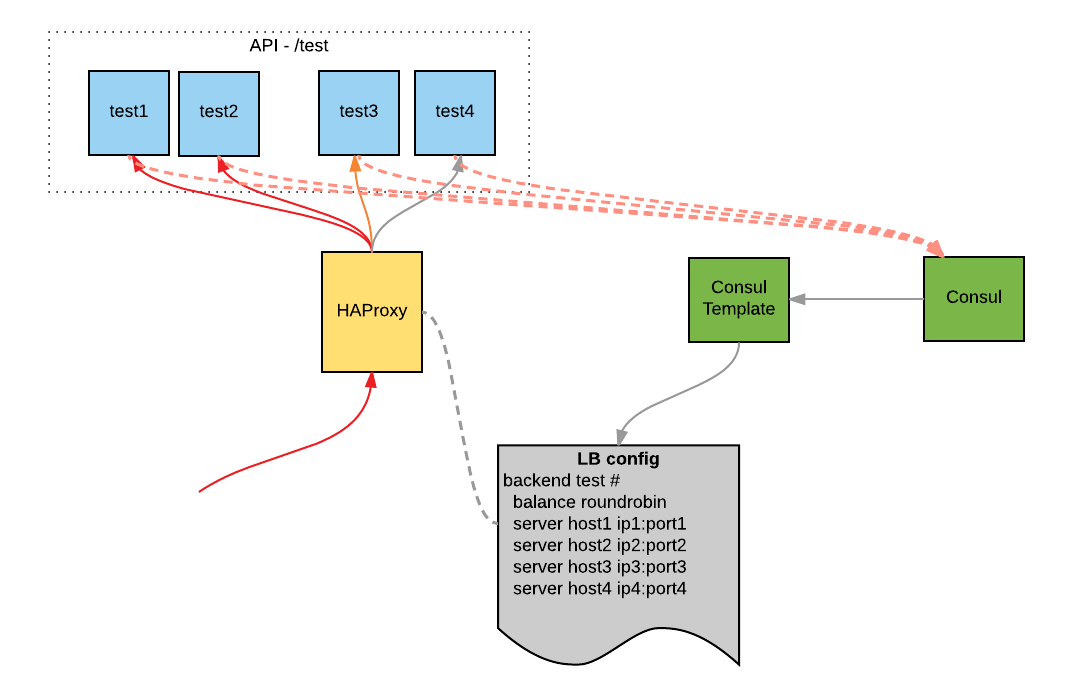 API - /test
test1
test2
test3
test4
HAProxy
Consul
Template
Consul
LB config
backend test #
balance roundrobin
server host1 ip1:port1
server host2 ip2:port2
server host3 ip3:port3
server host4 ip4:port4